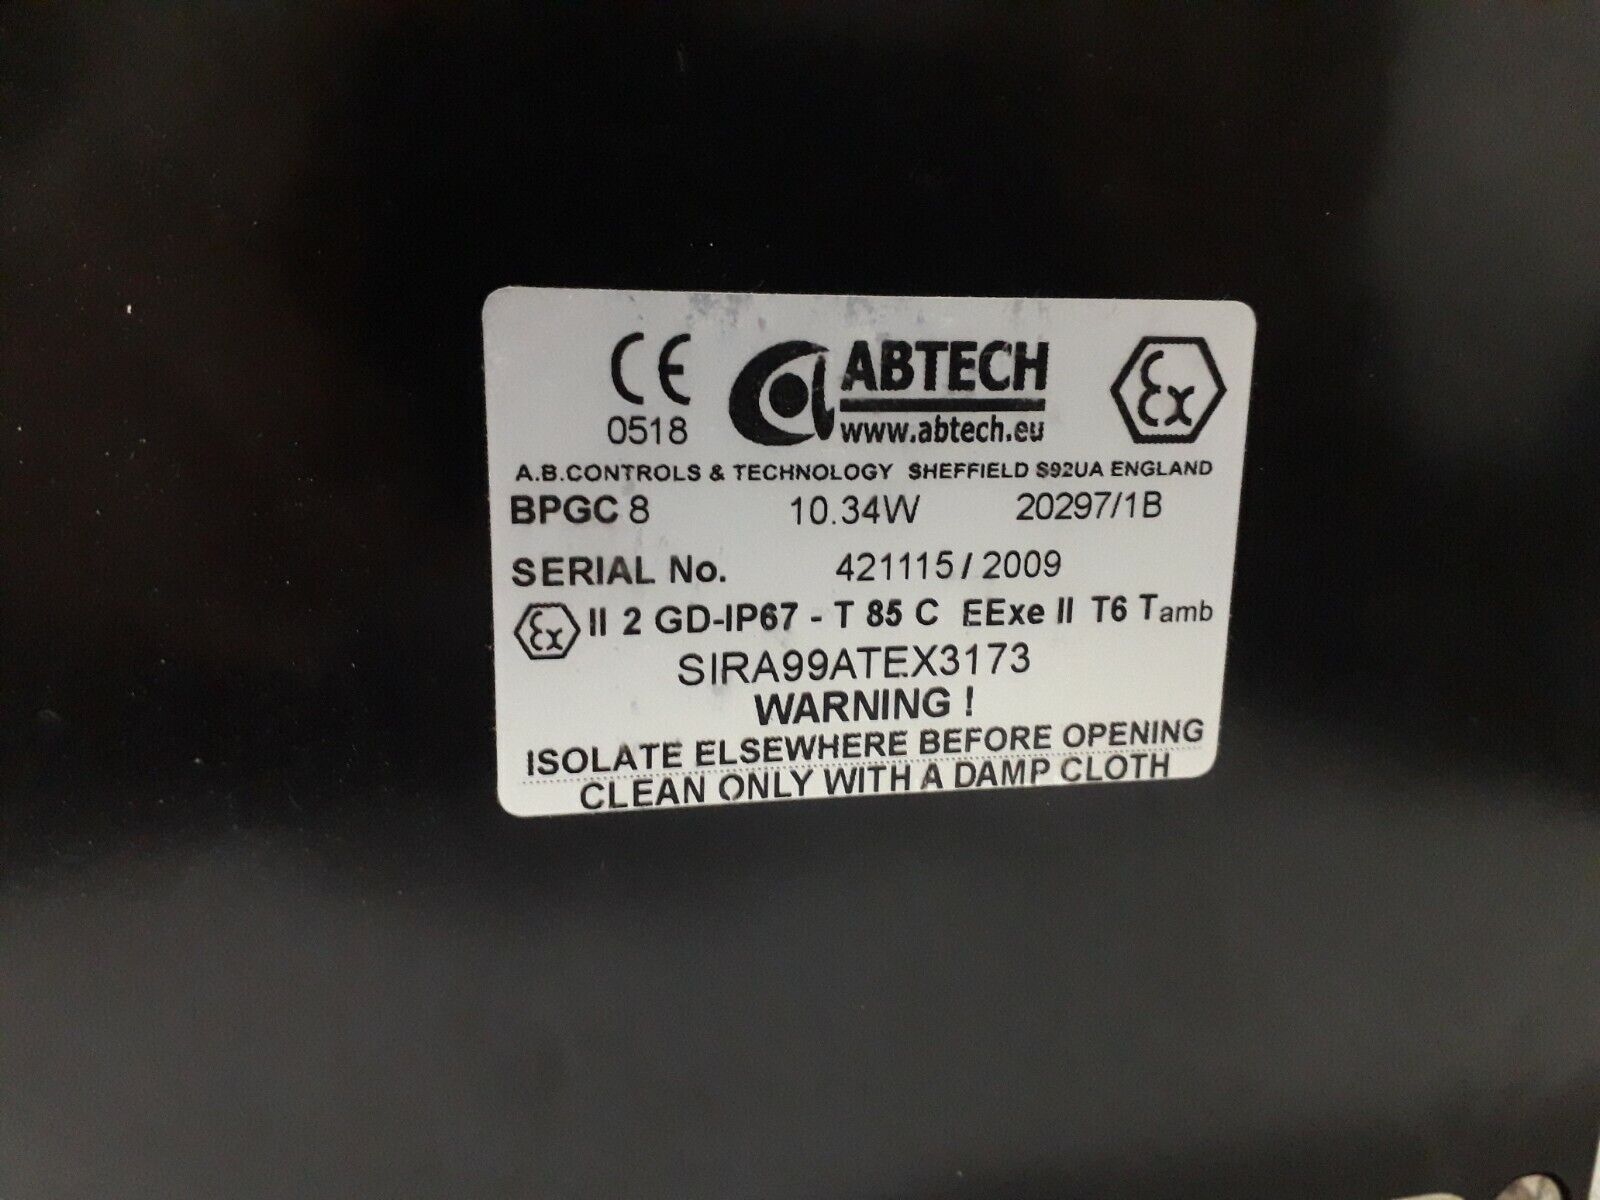 CE ABTECH Ex
0518 www.abtech.eu
A.B.CONTROLS & TECHNOLOGY SHEFFIELD S92UA ENGLAND
BPGC 8 10.34W 20297/1B
SERIAL No. 421115 / 2009
Ex II 2 GD-IP67 - T 85 C EExe II T6 Tamb
SIRA99ATEX3173
WARNING !
ISOLATE ELSEWHERE BEFORE OPENING
CLEAN ONLY WITH A DAMP CLOTH